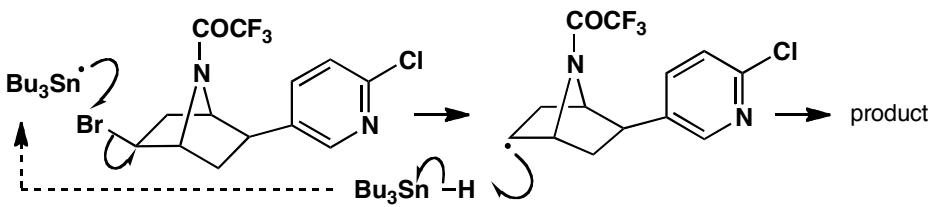 COCF₃
COCF₃
Bu₃Sn·
N
Cl
N
Cl
Br
N
N
product
Bu₃Sn–H